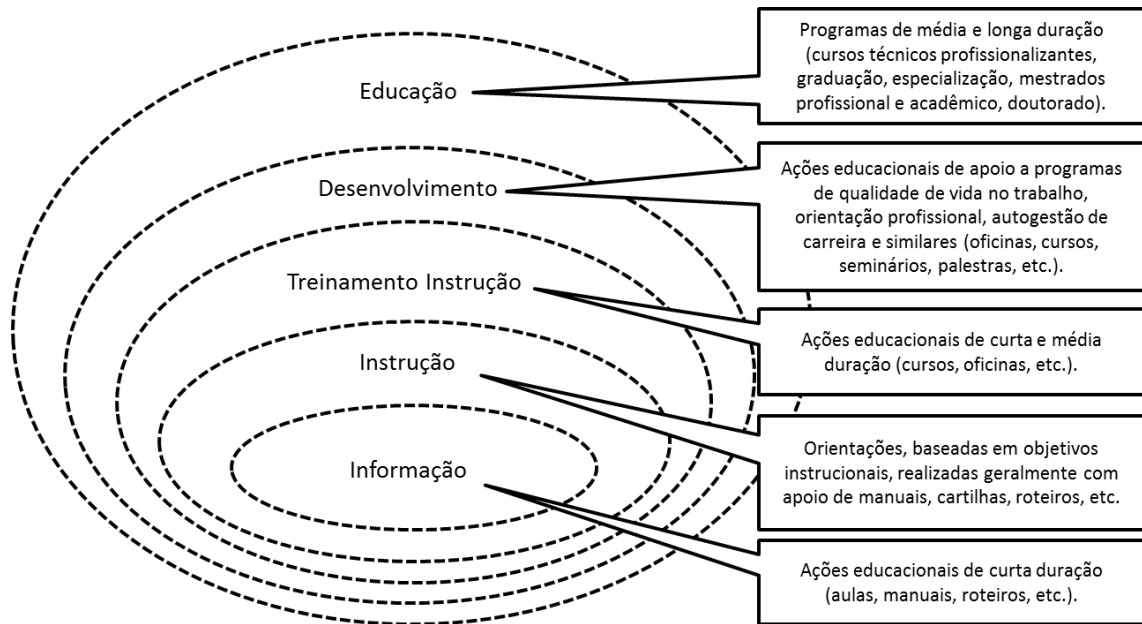 Educação
Programas de média e longa duração
(cursos técnicos profissionalizantes,
graduação, especialização, mestrados
profissional e acadêmico, doutorado).
Desenvolvimento
Ações educacionais de apoio a programas
de qualidade de vida no trabalho,
orientação profissional, autogestão de
carreira e similares (oficinas, cursos,
seminários, palestras, etc.).
Treinamento Instrução
Ações educacionais de curta e média
duração (cursos, oficinas, etc.).
Instrução
Orientações, baseadas em objetivos
instrucionais, realizadas geralmente com
apoio de manuais, cartilhas, roteiros, etc.
Informação
Ações educacionais de curta duração
(aulas, manuais, roteiros, etc.).